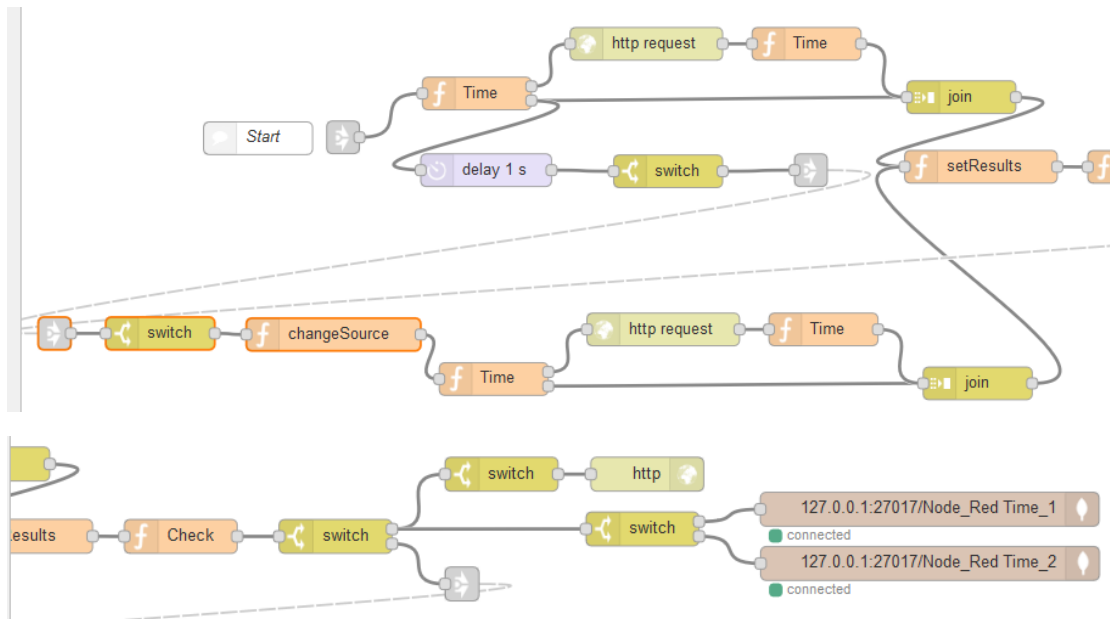 http request
Time
Time
join
Start
delay 1 s
switch
setResults
switch
changeSource
http request
Time
Time
join
switch
http
esults
Check
switch
switch
127.0.0.1:27017/Node_Red Time_1
connected
127.0.0.1:27017/Node_Red Time_2
connected